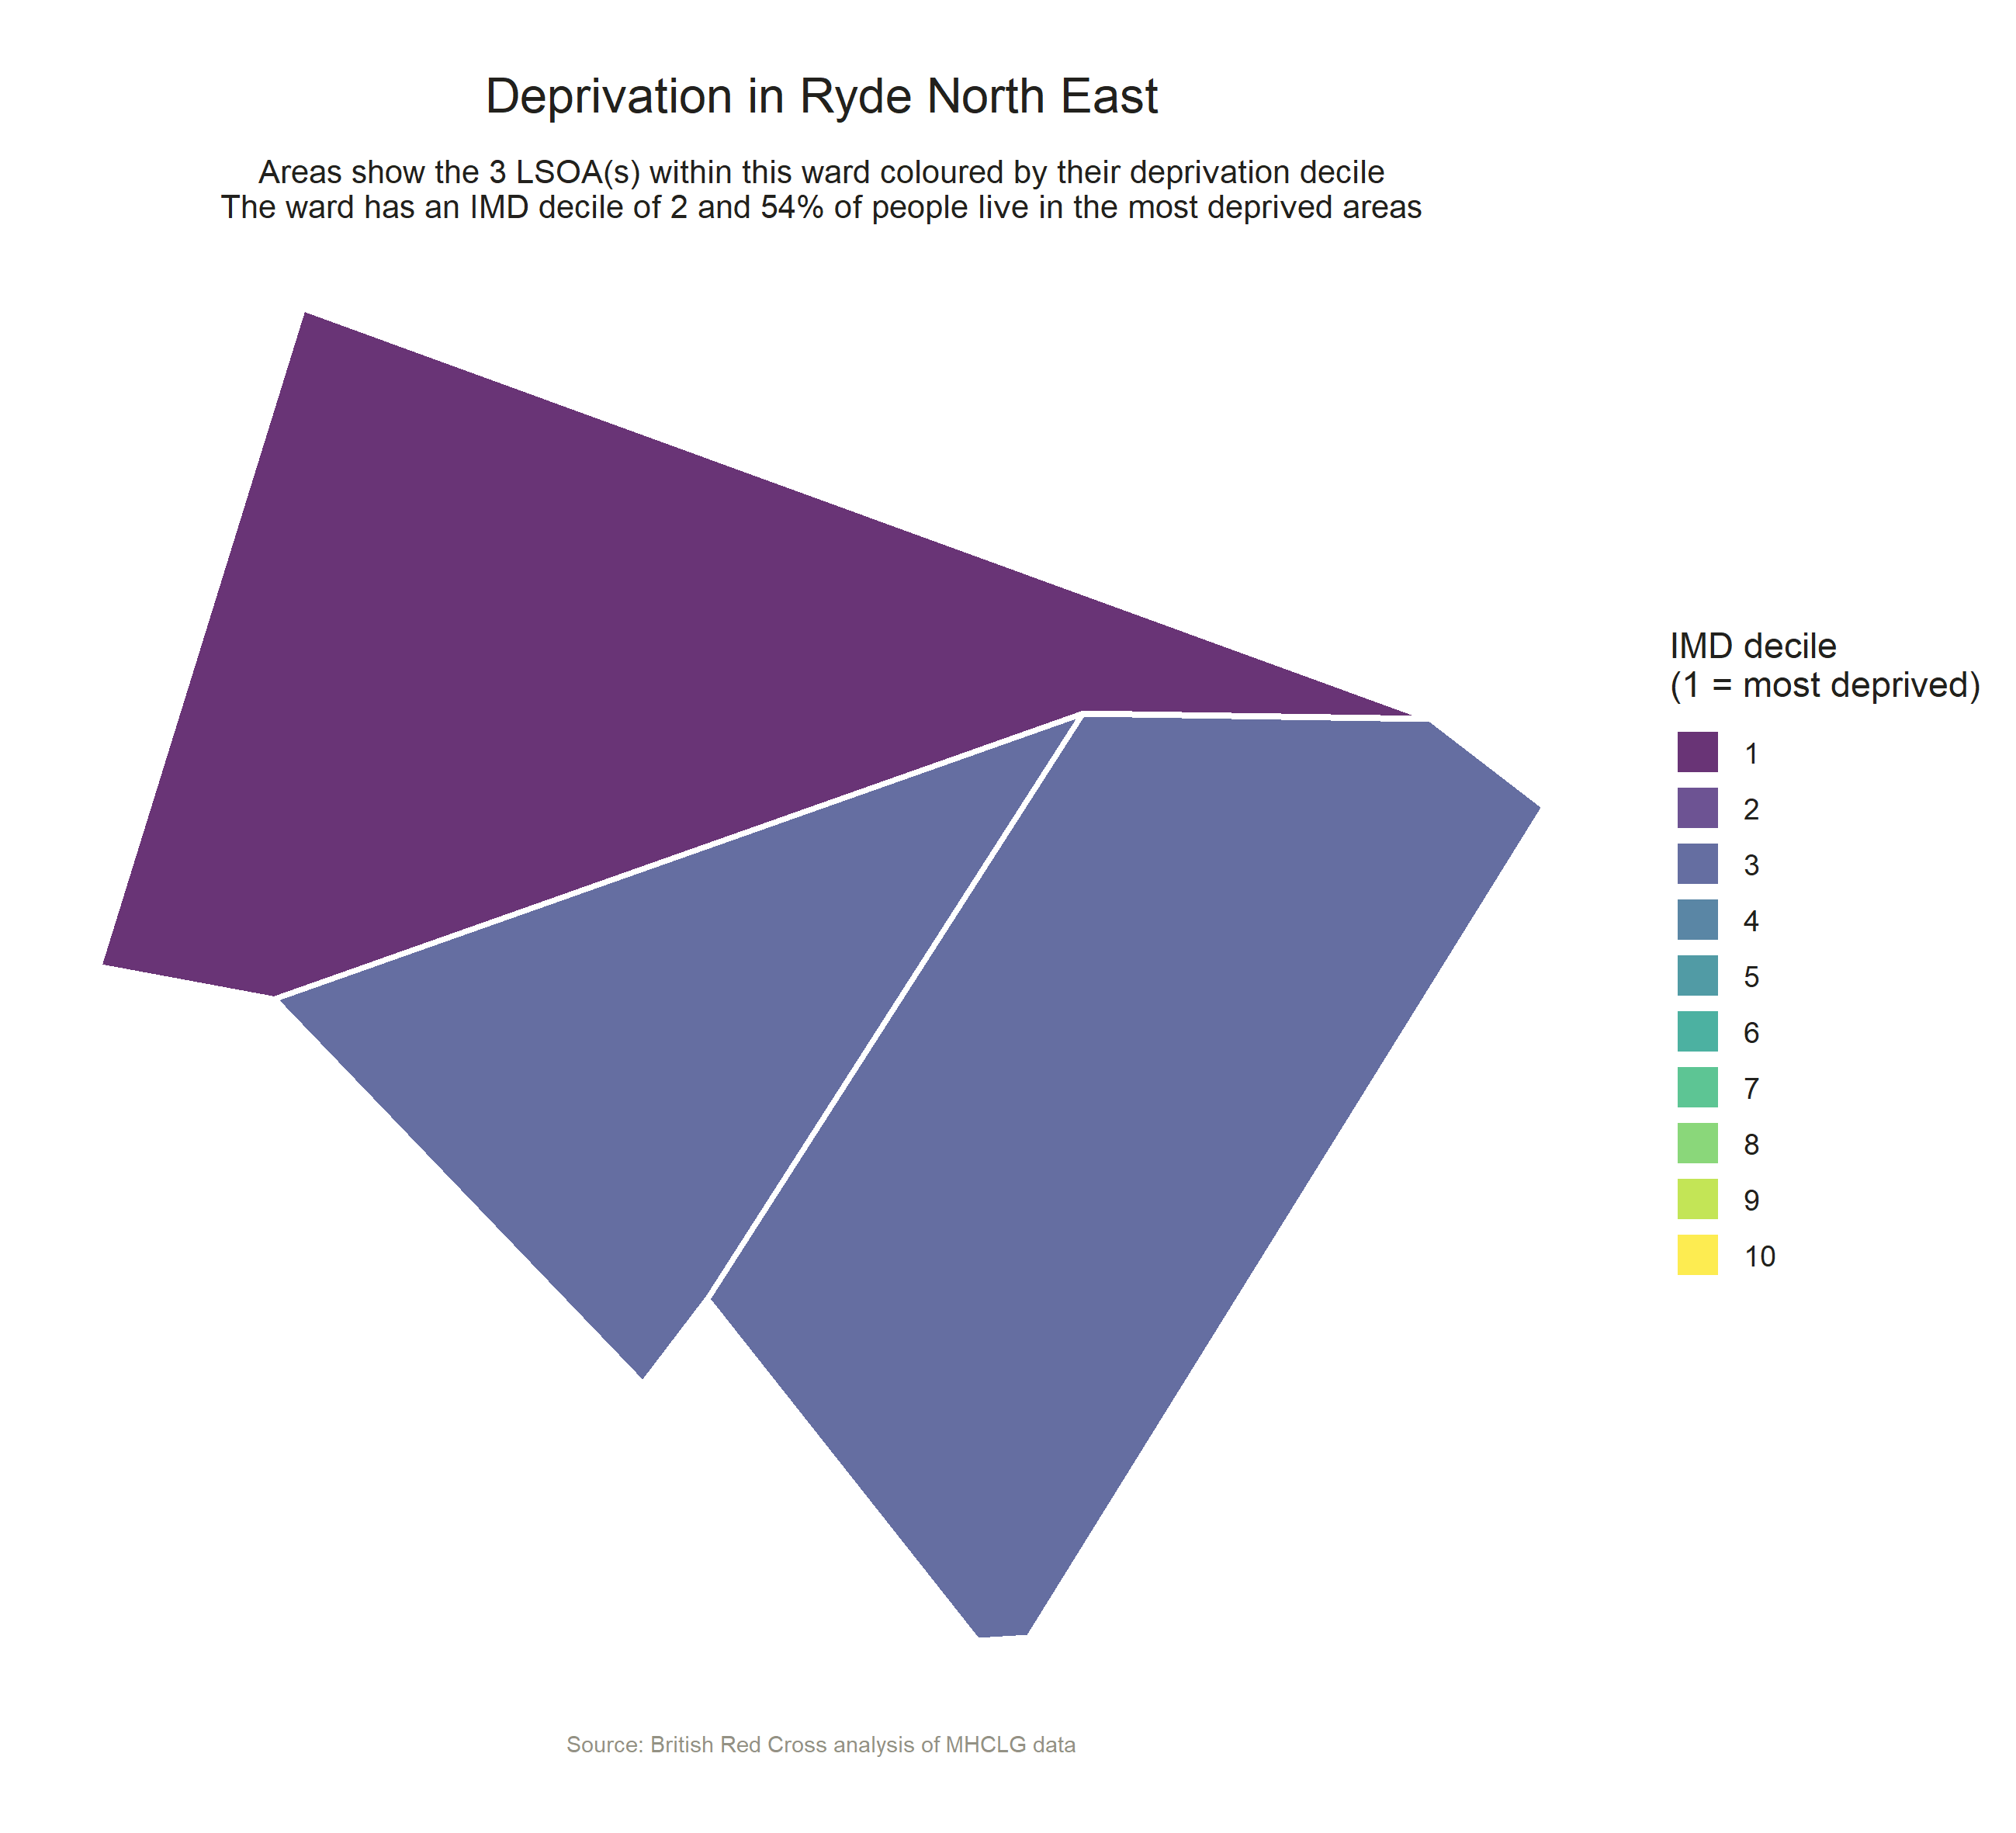 Deprivation in Ryde North East
Areas show the 3 LSOA(s) within this ward coloured by their deprivation decile
The ward has an IMD decile of 2 and 54% of people live in the most deprived areas
IMD decile
(1 = most deprived)
1
2
3
4
5
6
7
8
9
10
Source: British Red Cross analysis of MHCLG data